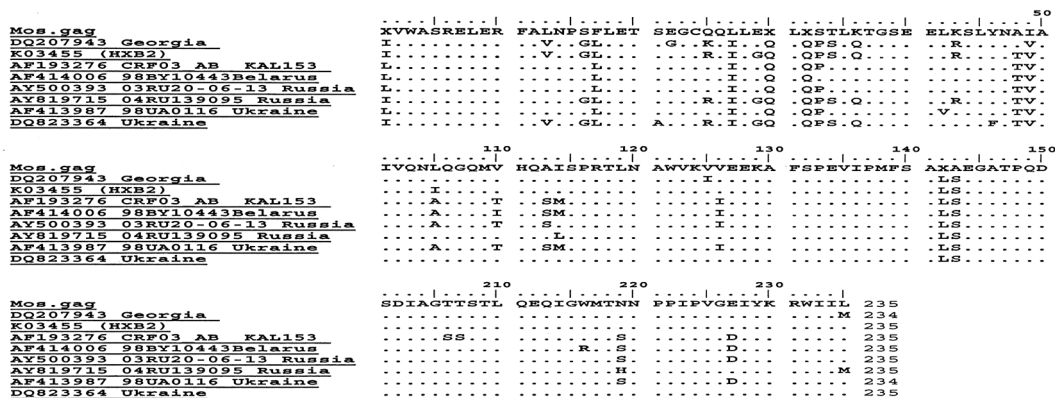 50
Mos.gag XVWASRELER FALNPSFLET SEGCQQLLEX LXSTLKTGSE ELKSLYNAIA
DQ207943 Georgia I......... ..V..GL... .G..K.I..Q .QPS.Q.... ..R.....V.
K03455 (HXB2) I......... ..V..GL... ....R.I.GQ .QPS.Q.... ..R....TV.
AF193276 CRF03 AB KAL153 L......... ......L... ......I..Q .QP....... .......TV.
AF414006 98BY10443Belarus L......... ......L... ......I..Q .QP....... .......TV.
AY500393 03RU20-06-13 Russia L......... ......L... ......I..Q .QP....... .......TV.
AY819715 04RU139095 Russia I......... .....GL... ....R.I.GQ .QPS.Q.... ..R....TV.
AF413987 98UA0116 Ukraine L......... ......L... ......I..Q .QP....... .V.....TV.
DQ823364 Ukraine I......... ..V..GL... A...R.I.GQ .QPS.Q.... .....F.TV.
110 120 130 140 150
Mos.gag IVQNLQGQMV HQAISPRTLN AWVKVVEEKA FSPEVIPMFS AXAEGATPQD
DQ207943 Georgia .......... .......... ....I..... .......... .LS.......
K03455 (HXB2) ....I..... .......... .......... .......... .LS.......
AF193276 CRF03 AB KAL153 ....A....T ..SM...... .....I.... .......... .LS.......
AF414006 98BY10443Belarus ....A....I ..SM...... .....I.... .......... .LS.......
AY500393 03RU20-06-13 Russia ....A....T ..S....... .....I.... .......... .LS.......
AY819715 04RU139095 Russia .......... ...L...... .......... .......... .LS.......
AF413987 98UA0116 Ukraine ....A....T ..SM...... .....I.... .......... .LS.......
DQ823364 Ukraine .......... .......... .......... .......... .LS.......
210 220 230
Mos.gag SDIAGTTSTL QEQIGWMTNN PPIPVGEIYK RWIIL 235
DQ207943 Georgia .......... .......... .......... ....M 234
K03455 (HXB2) .......... .......... .......... ..... 235
AF193276 CRF03 AB KAL153 .....SS... ........S. ......D... ..... 235
AF414006 98BY10443Belarus .......... .....R.... .......... ..... 235
AY500393 03RU20-06-13 Russia .......... ........S. ......D... ..... 235
AY819715 04RU139095 Russia .......... ........H. .......... ....M 235
AF413987 98UA0116 Ukraine .......... ........S. ......D... ..... 234
DQ823364 Ukraine .......... .......... .......... ..... 235